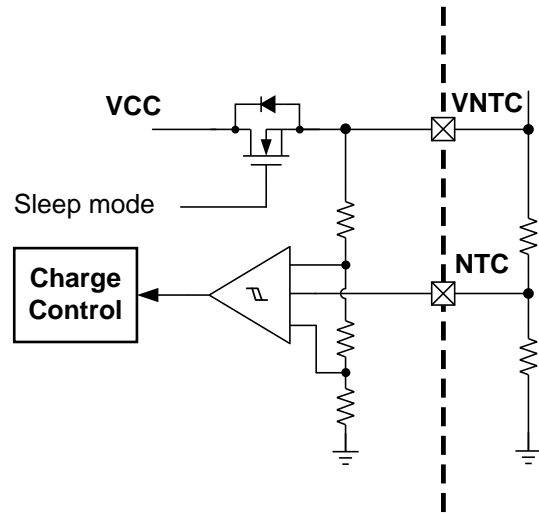 VCC
VNTC
Sleep mode
NTC
Charge
Control